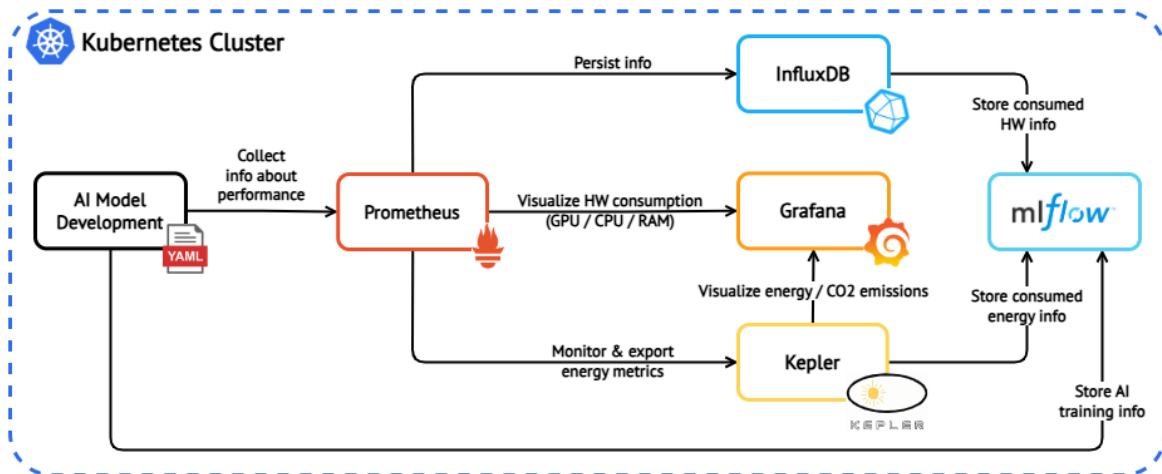 Kubernetes Cluster
Persist info
InfluxDB
Store consumed
HW info
Collect
info about
performance
AI Model
Development
YAML
Prometheus
Visualize HW consumption
(GPU / CPU / RAM)
Grafana
mlflow™
Visualize energy / CO2 emissions
Store consumed
energy info
Monitor & export
energy metrics
Kepler
KEPLER
Store AI
training info